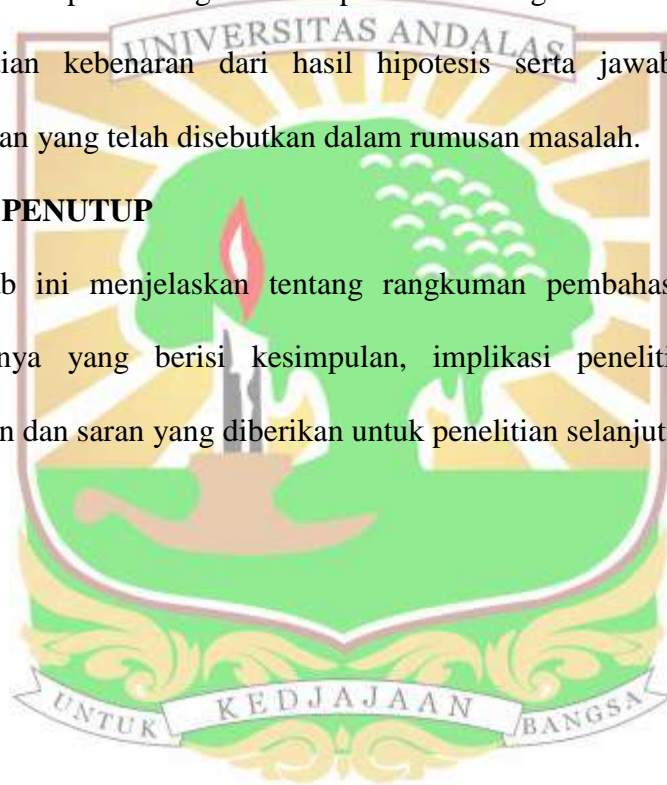 UNIVERSITAS ANDALAS
ian kebenaran dari hasil hipotesis serta jawab
an yang telah disebutkan dalam rumusan masalah.
PENUTUP
b ini menjelaskan tentang rangkuman pembahas
nya yang berisi kesimpulan, implikasi peneliti
n dan saran yang diberikan untuk penelitian selanjut
UNTUK KEDJAJAAN BANGSA